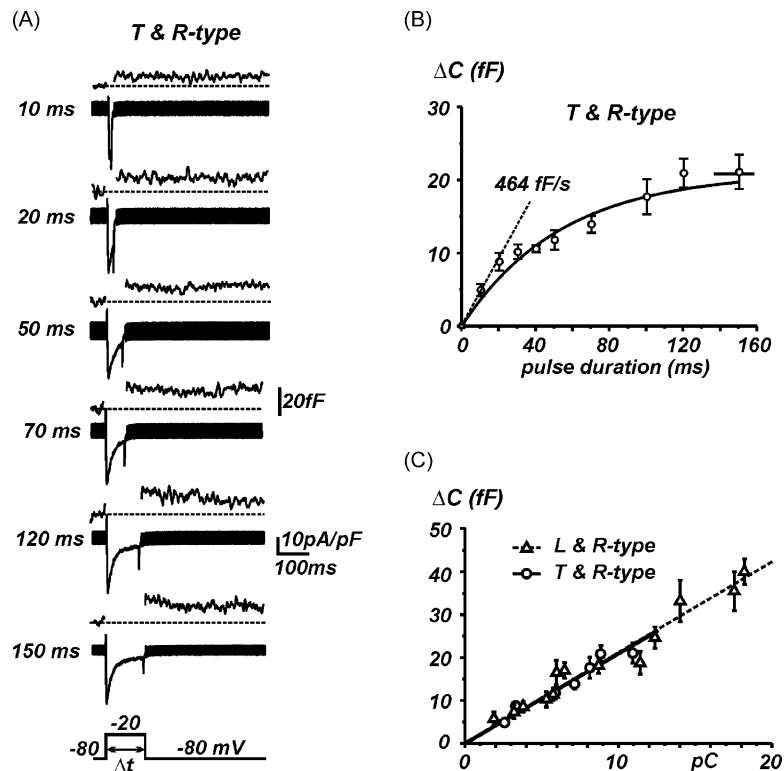 (A)
T & R-type
10 ms
20 ms
50 ms
20fF
70 ms
120 ms
10pA/pF
100ms
150 ms
-20
-80
-80 mV
Δt
(B)
ΔC (fF)
T & R-type
464 fF/s
30
20
10
0
0
40
80
120
160
pulse duration (ms)
(C)
ΔC (fF)
L & R-type
T & R-type
50
40
30
20
10
0
0
10
pC
20